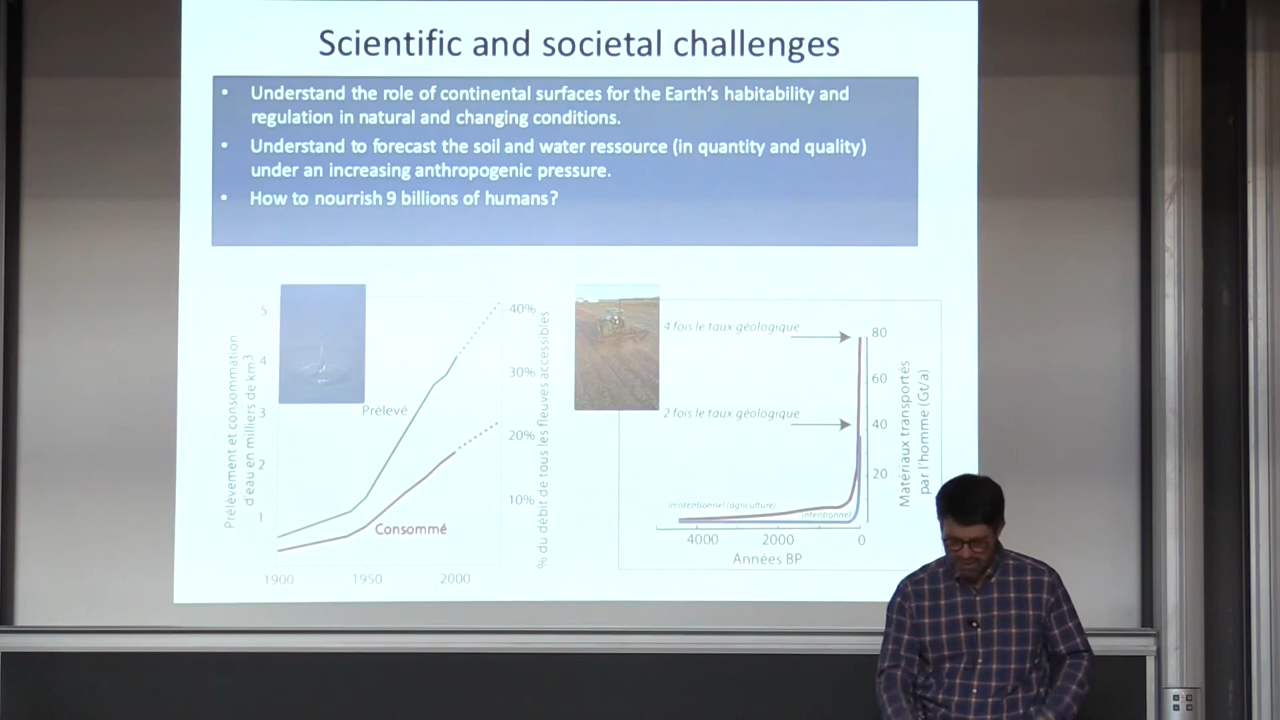 Scientific and societal challenges
• Understand the role of continental surfaces for the Earth's habitability and
regulation in natural and changing conditions.
• Understand to forecast the soil and water ressource (in quantity and quality)
under an increasing anthropogenic pressure.
• How to nourrish 9 billions of humans?
Prélèvement et consommation
d'eau en milliers de km³
5
4
3
2
1
Prélevé
Consommé
1900
1950
2000
40%
30%
20%
10%
% du débit de tous les fleuves accessibles
4 fois le taux géologique
2 fois le taux géologique
inintentionnel (agriculture)
intentionnel
4000
2000
0
Années BP
80
60
40
20
Matériaux transportés
par l'homme (Gt/a)